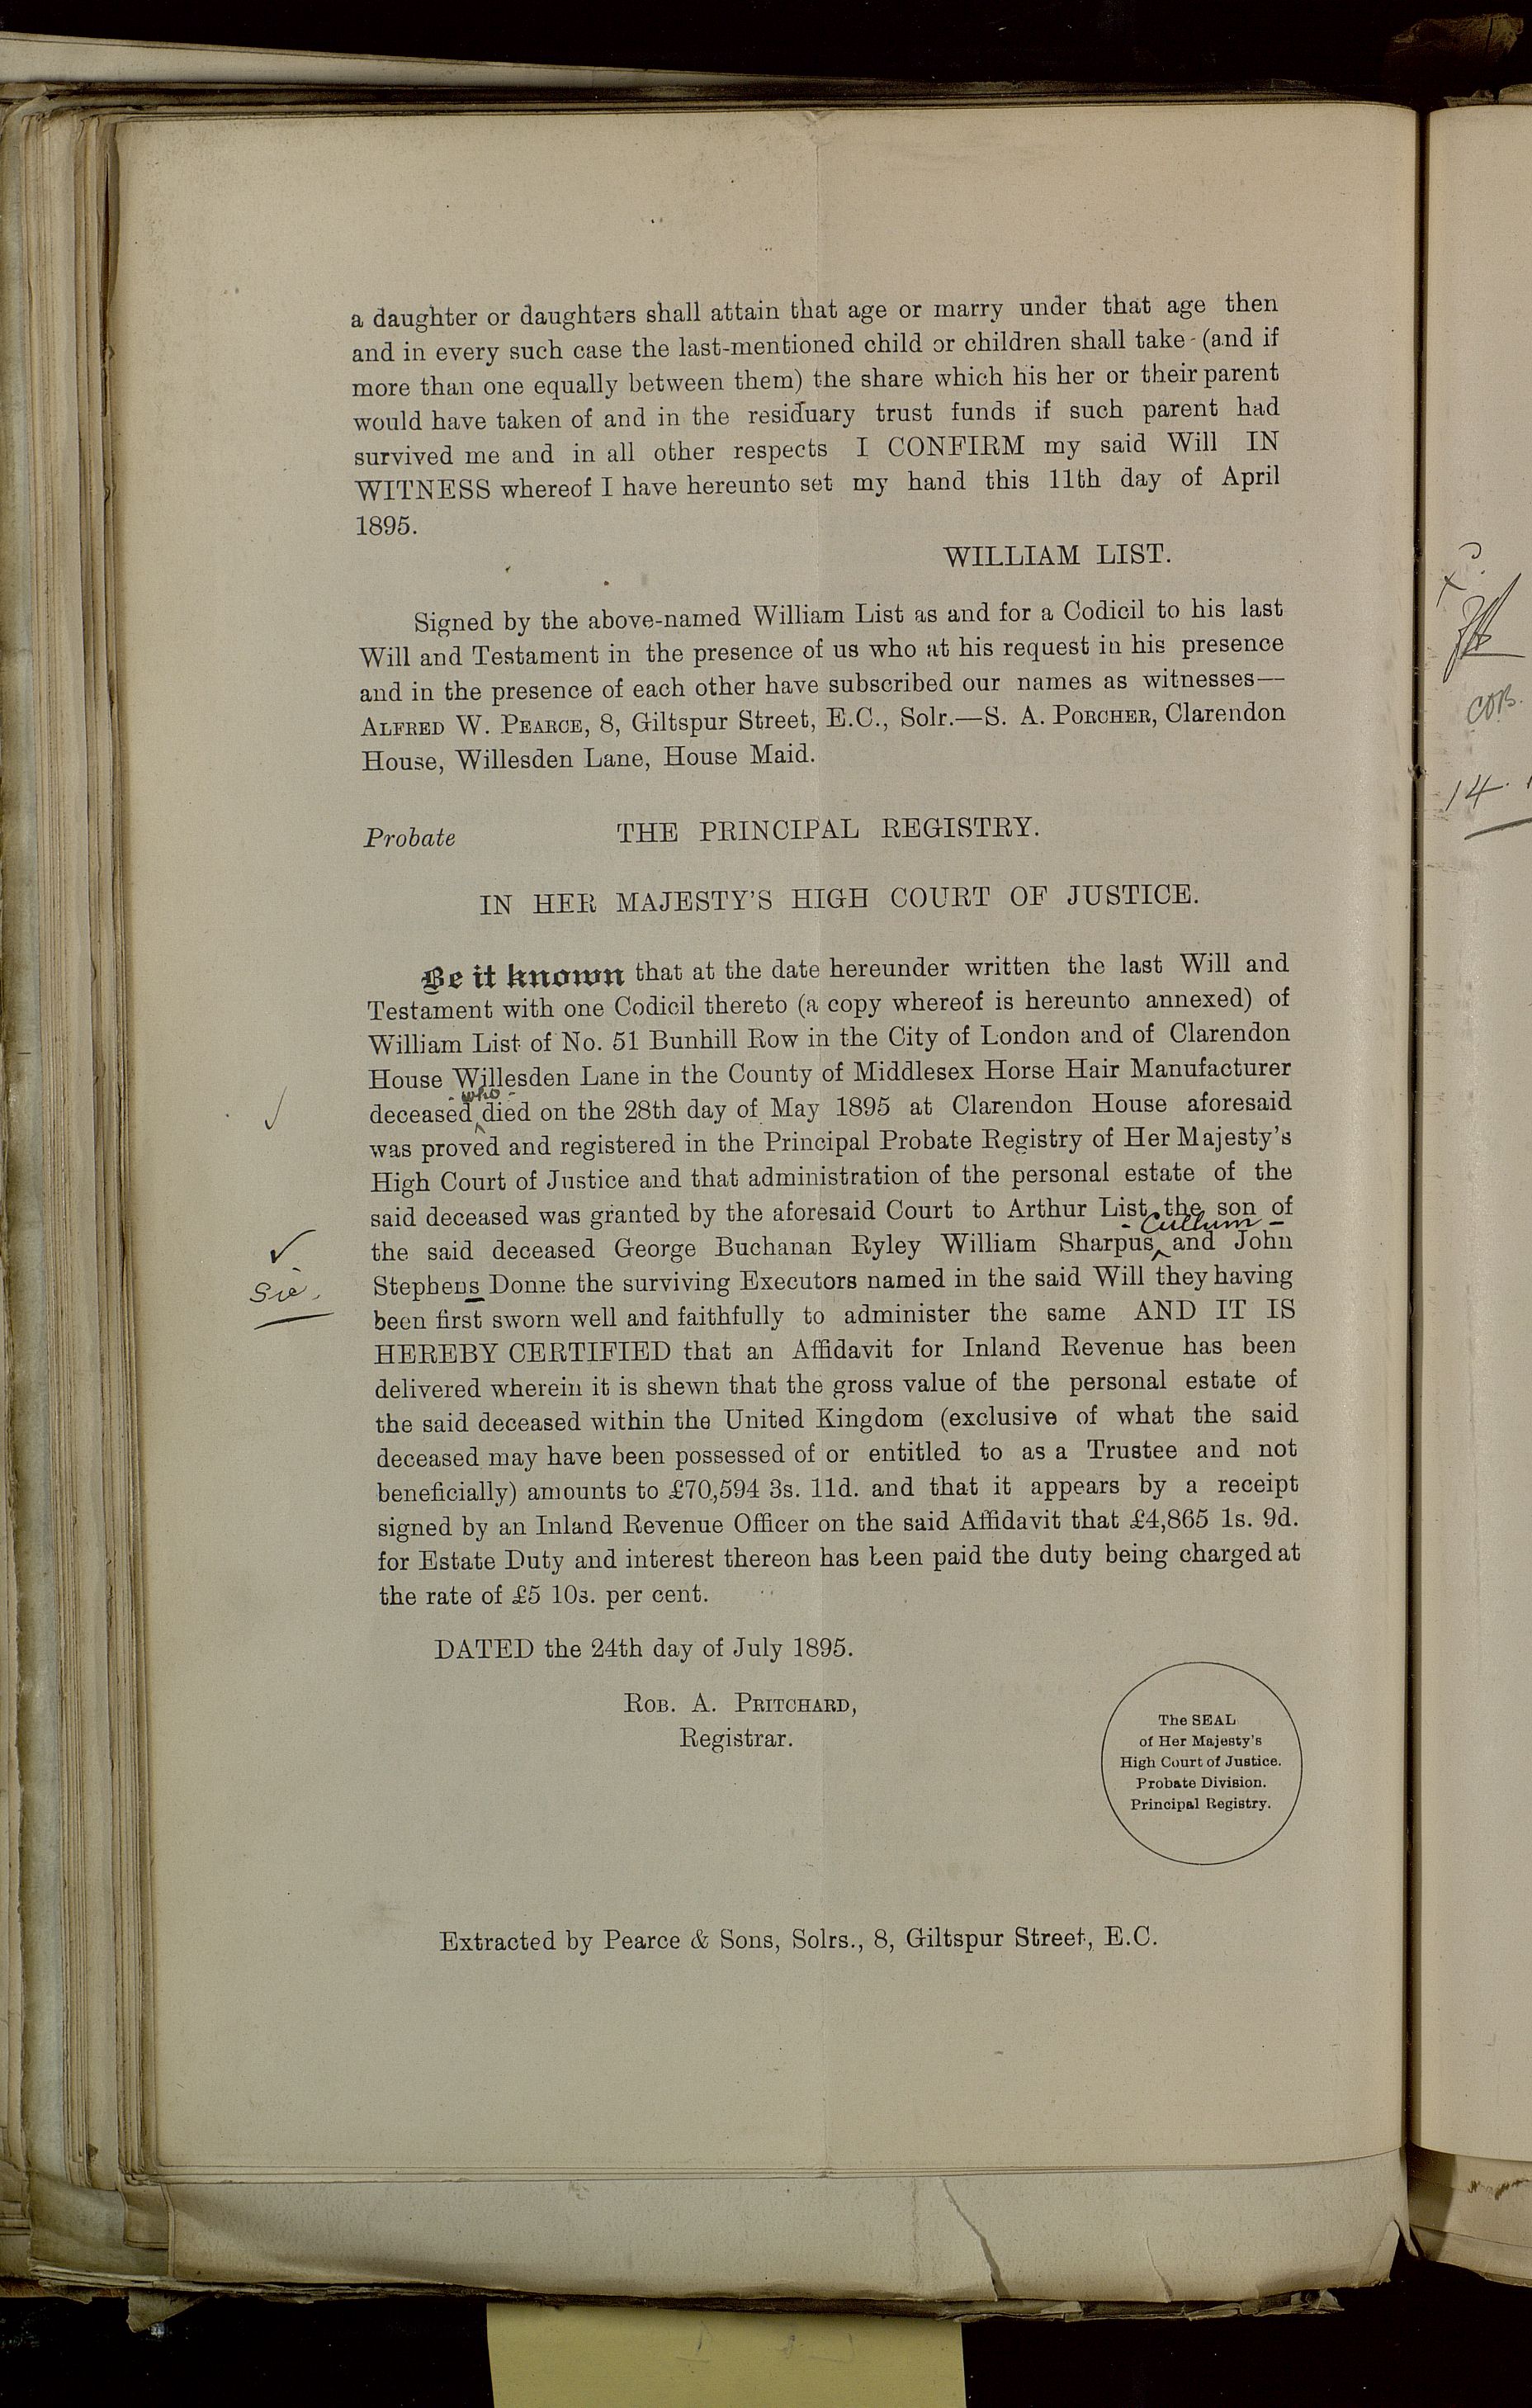 a daughter or daughters shall attain that age or marry under that age then
and in every such case the last-mentioned child or children shall take (and if
more than one equally between them) the share which his her or their parent
would have taken of and in the residuary trust funds if such parent had
survived me and in all other respects I CONFIRM my said Will IN
WITNESS whereof I have hereunto set my hand this 11th day of April
1895.
WILLIAM LIST.
Signed by the above-named William List as and for a Codicil to his last
Will and Testament in the presence of us who at his request in his presence
and in the presence of each other have subscribed our names as witnesses—
ALFRED W. PEARCE, 8, Giltspur Street, E.C., Solr.—S. A. PORCHER, Clarendon
House, Willesden Lane, House Maid.
Probate THE PRINCIPAL REGISTRY.
IN HER MAJESTY'S HIGH COURT OF JUSTICE.
Be it known that at the date hereunder written the last Will and
Testament with one Codicil thereto (a copy whereof is hereunto annexed) of
William List of No. 51 Bunhill Row in the City of London and of Clarendon
House Willesden Lane in the County of Middlesex Horse Hair Manufacturer
who
deceased died on the 28th day of May 1895 at Clarendon House aforesaid
was proved and registered in the Principal Probate Registry of Her Majesty's
High Court of Justice and that administration of the personal estate of the
said deceased was granted by the aforesaid Court to Arthur List the son of
Cullum
the said deceased George Buchanan Ryley William Sharpus and John
Stephens Donne the surviving Executors named in the said Will they having
been first sworn well and faithfully to administer the same AND IT IS
HEREBY CERTIFIED that an Affidavit for Inland Revenue has been
delivered wherein it is shewn that the gross value of the personal estate of
the said deceased within the United Kingdom (exclusive of what the said
deceased may have been possessed of or entitled to as a Trustee and not
beneficially) amounts to £70,594 3s. 11d. and that it appears by a receipt
signed by an Inland Revenue Officer on the said Affidavit that £4,865 1s. 9d.
for Estate Duty and interest thereon has been paid the duty being charged at
the rate of £5 10s. per cent.
DATED the 24th day of July 1895.
ROB. A. PRITCHARD,
Registrar.
The SEAL
of Her Majesty's
High Court of Justice.
Probate Division.
Principal Registry.
Extracted by Pearce & Sons, Solrs., 8, Giltspur Street, E.C.
14